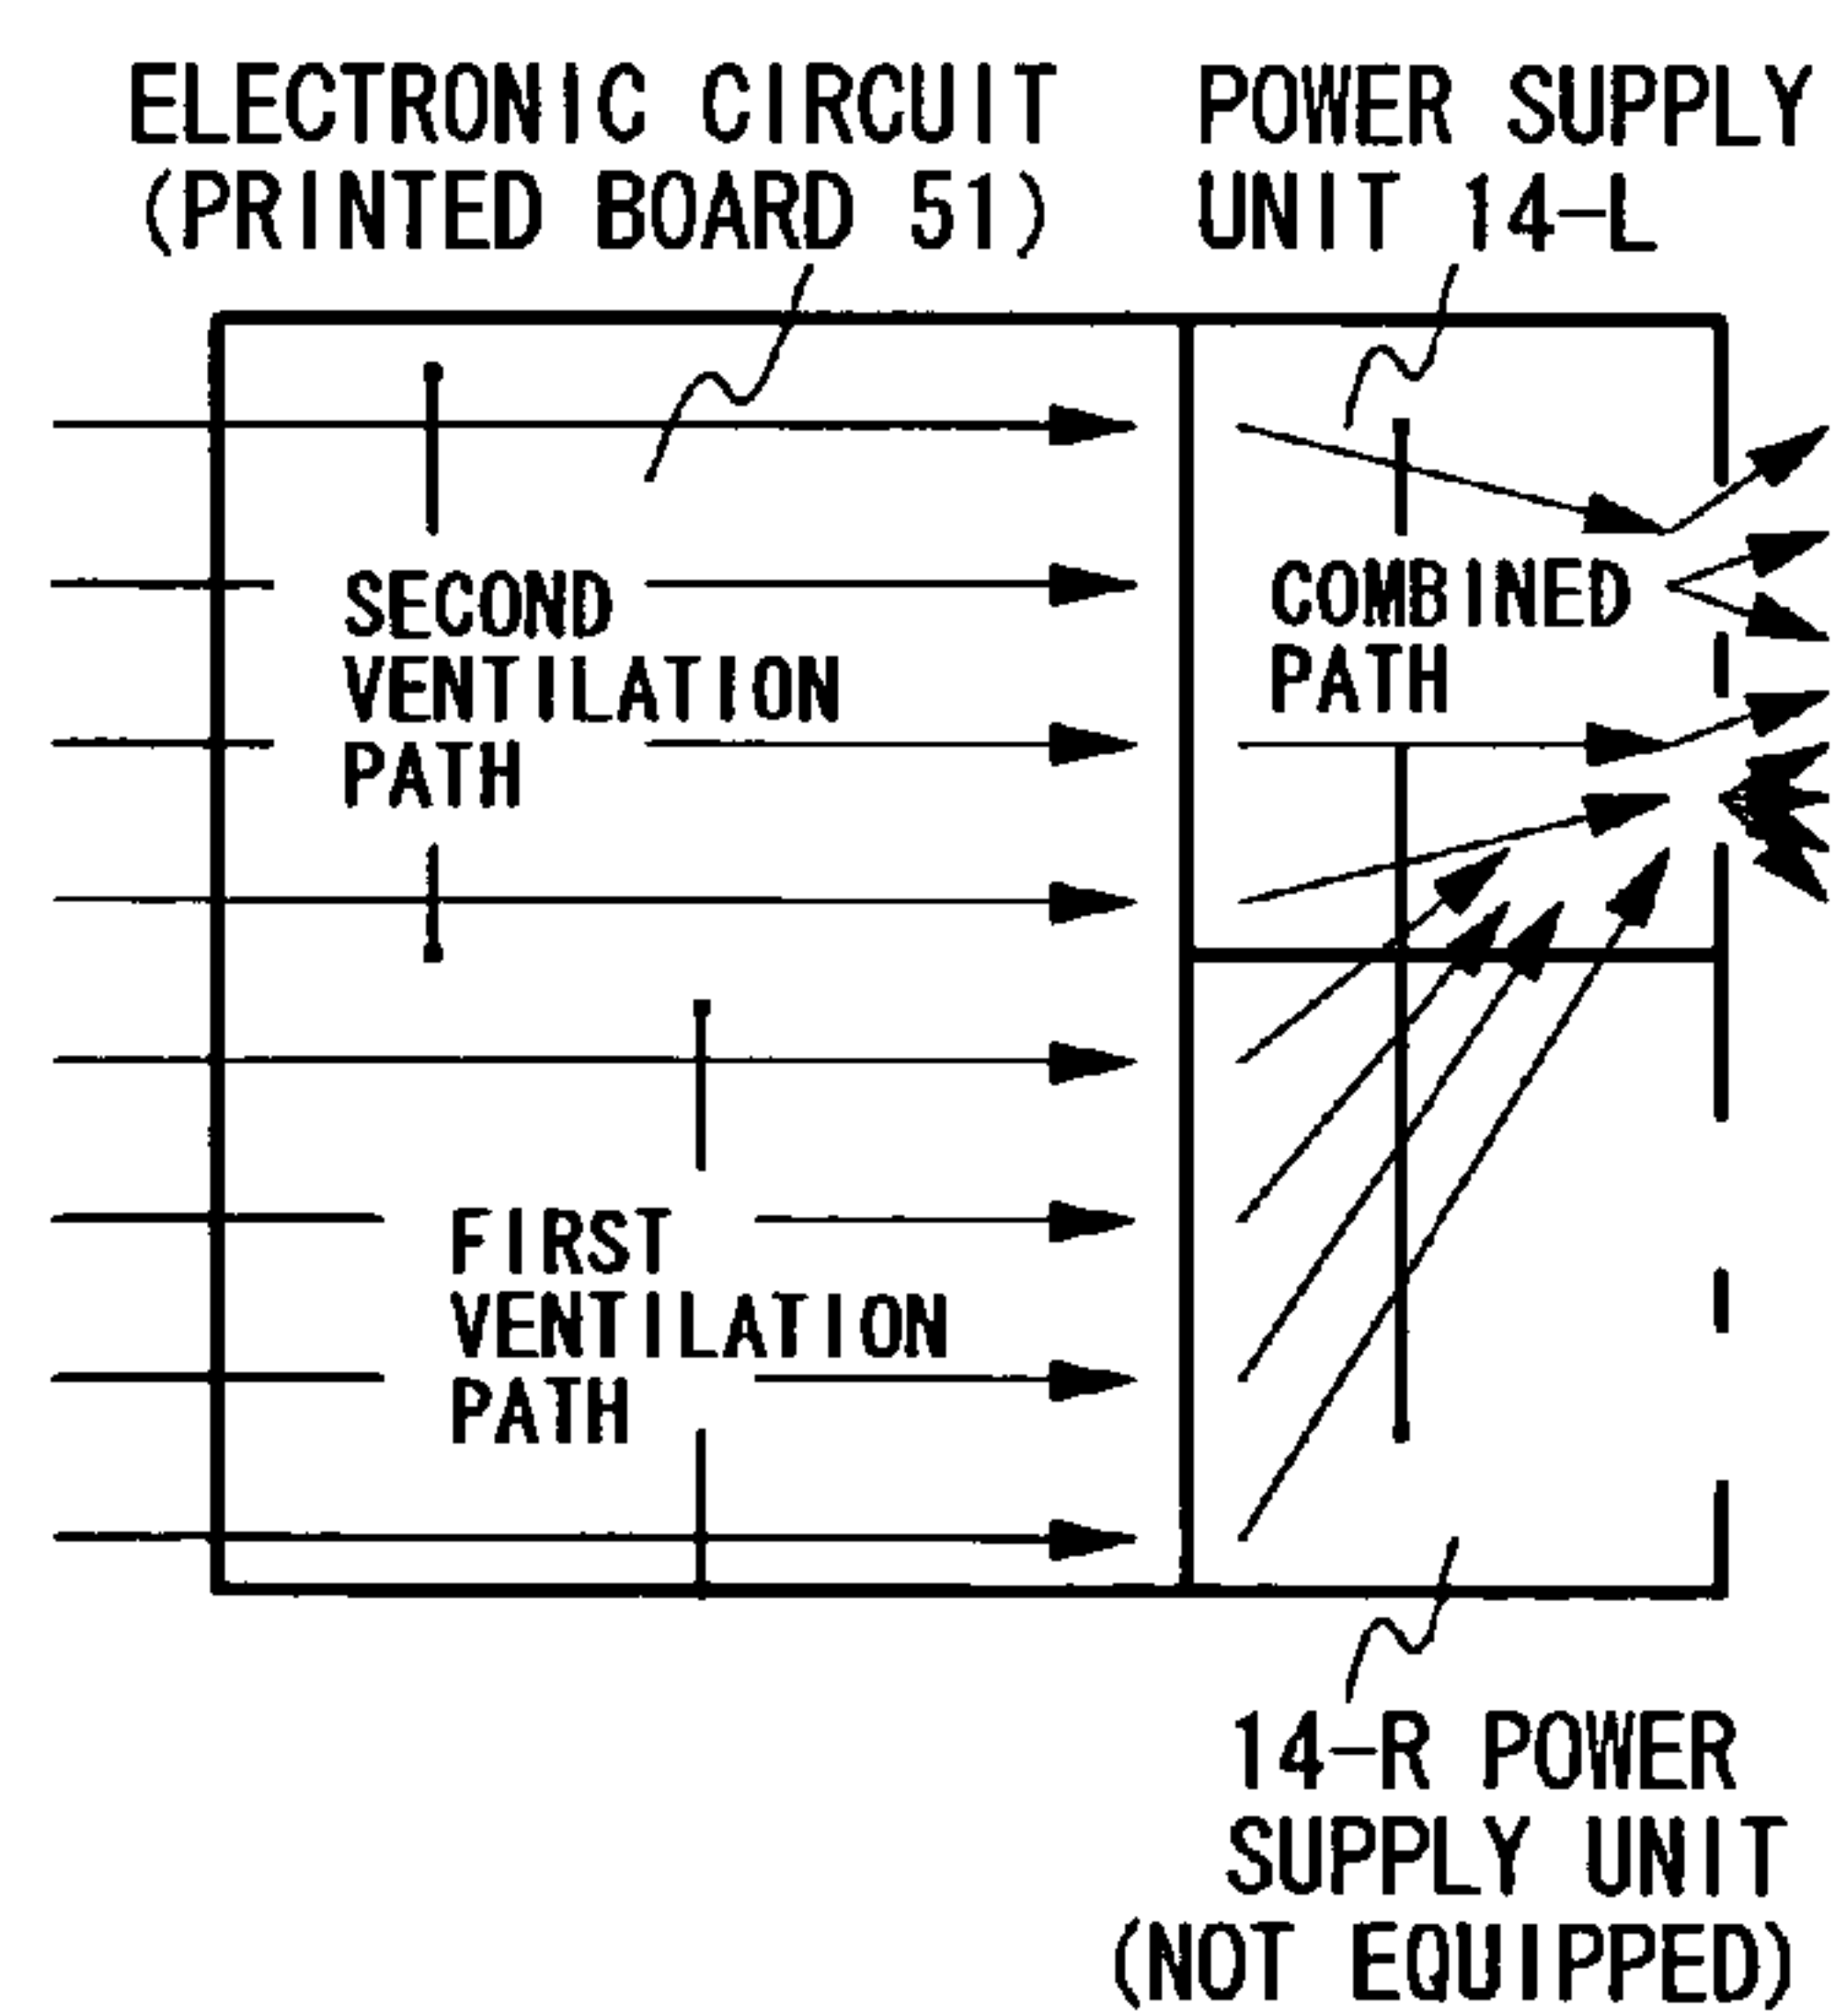 ELECTRONIC CIRCUIT
(PRINTED BOARD 51)
POWER SUPPLY
UNIT 14-L
SECOND
VENTILATION
PATH
COMBINED
PATH
FIRST
VENTILATION
PATH
14-R POWER
SUPPLY UNIT
(NOT EQUIPPED)